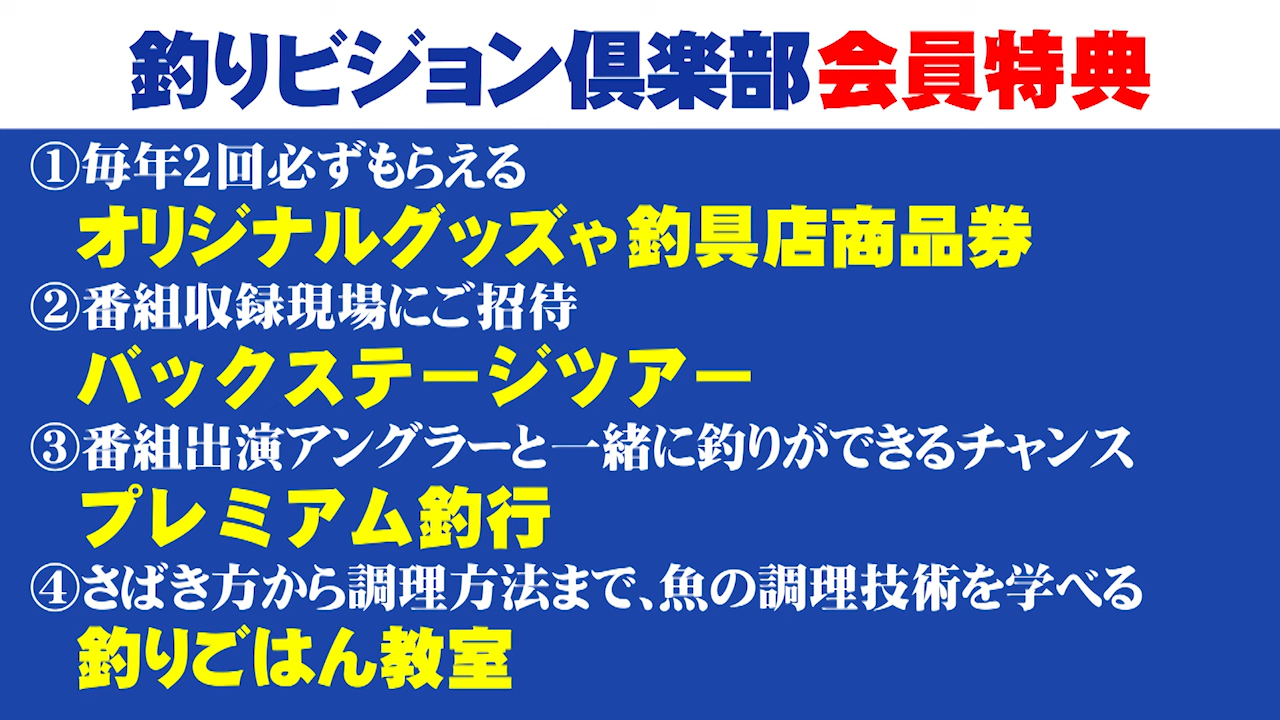 釣りビジョン倶楽部会員特典
①毎年2回必ずもらえる
オリジナルグッズや釣具店商品券
②番組収録現場にご招待
バックステージツアー
③番組出演アングラーと一緒に釣りができるチャンス
プレミアム釣行
④さばき方から調理方法まで、魚の調理技術を学べる
釣りごはん教室